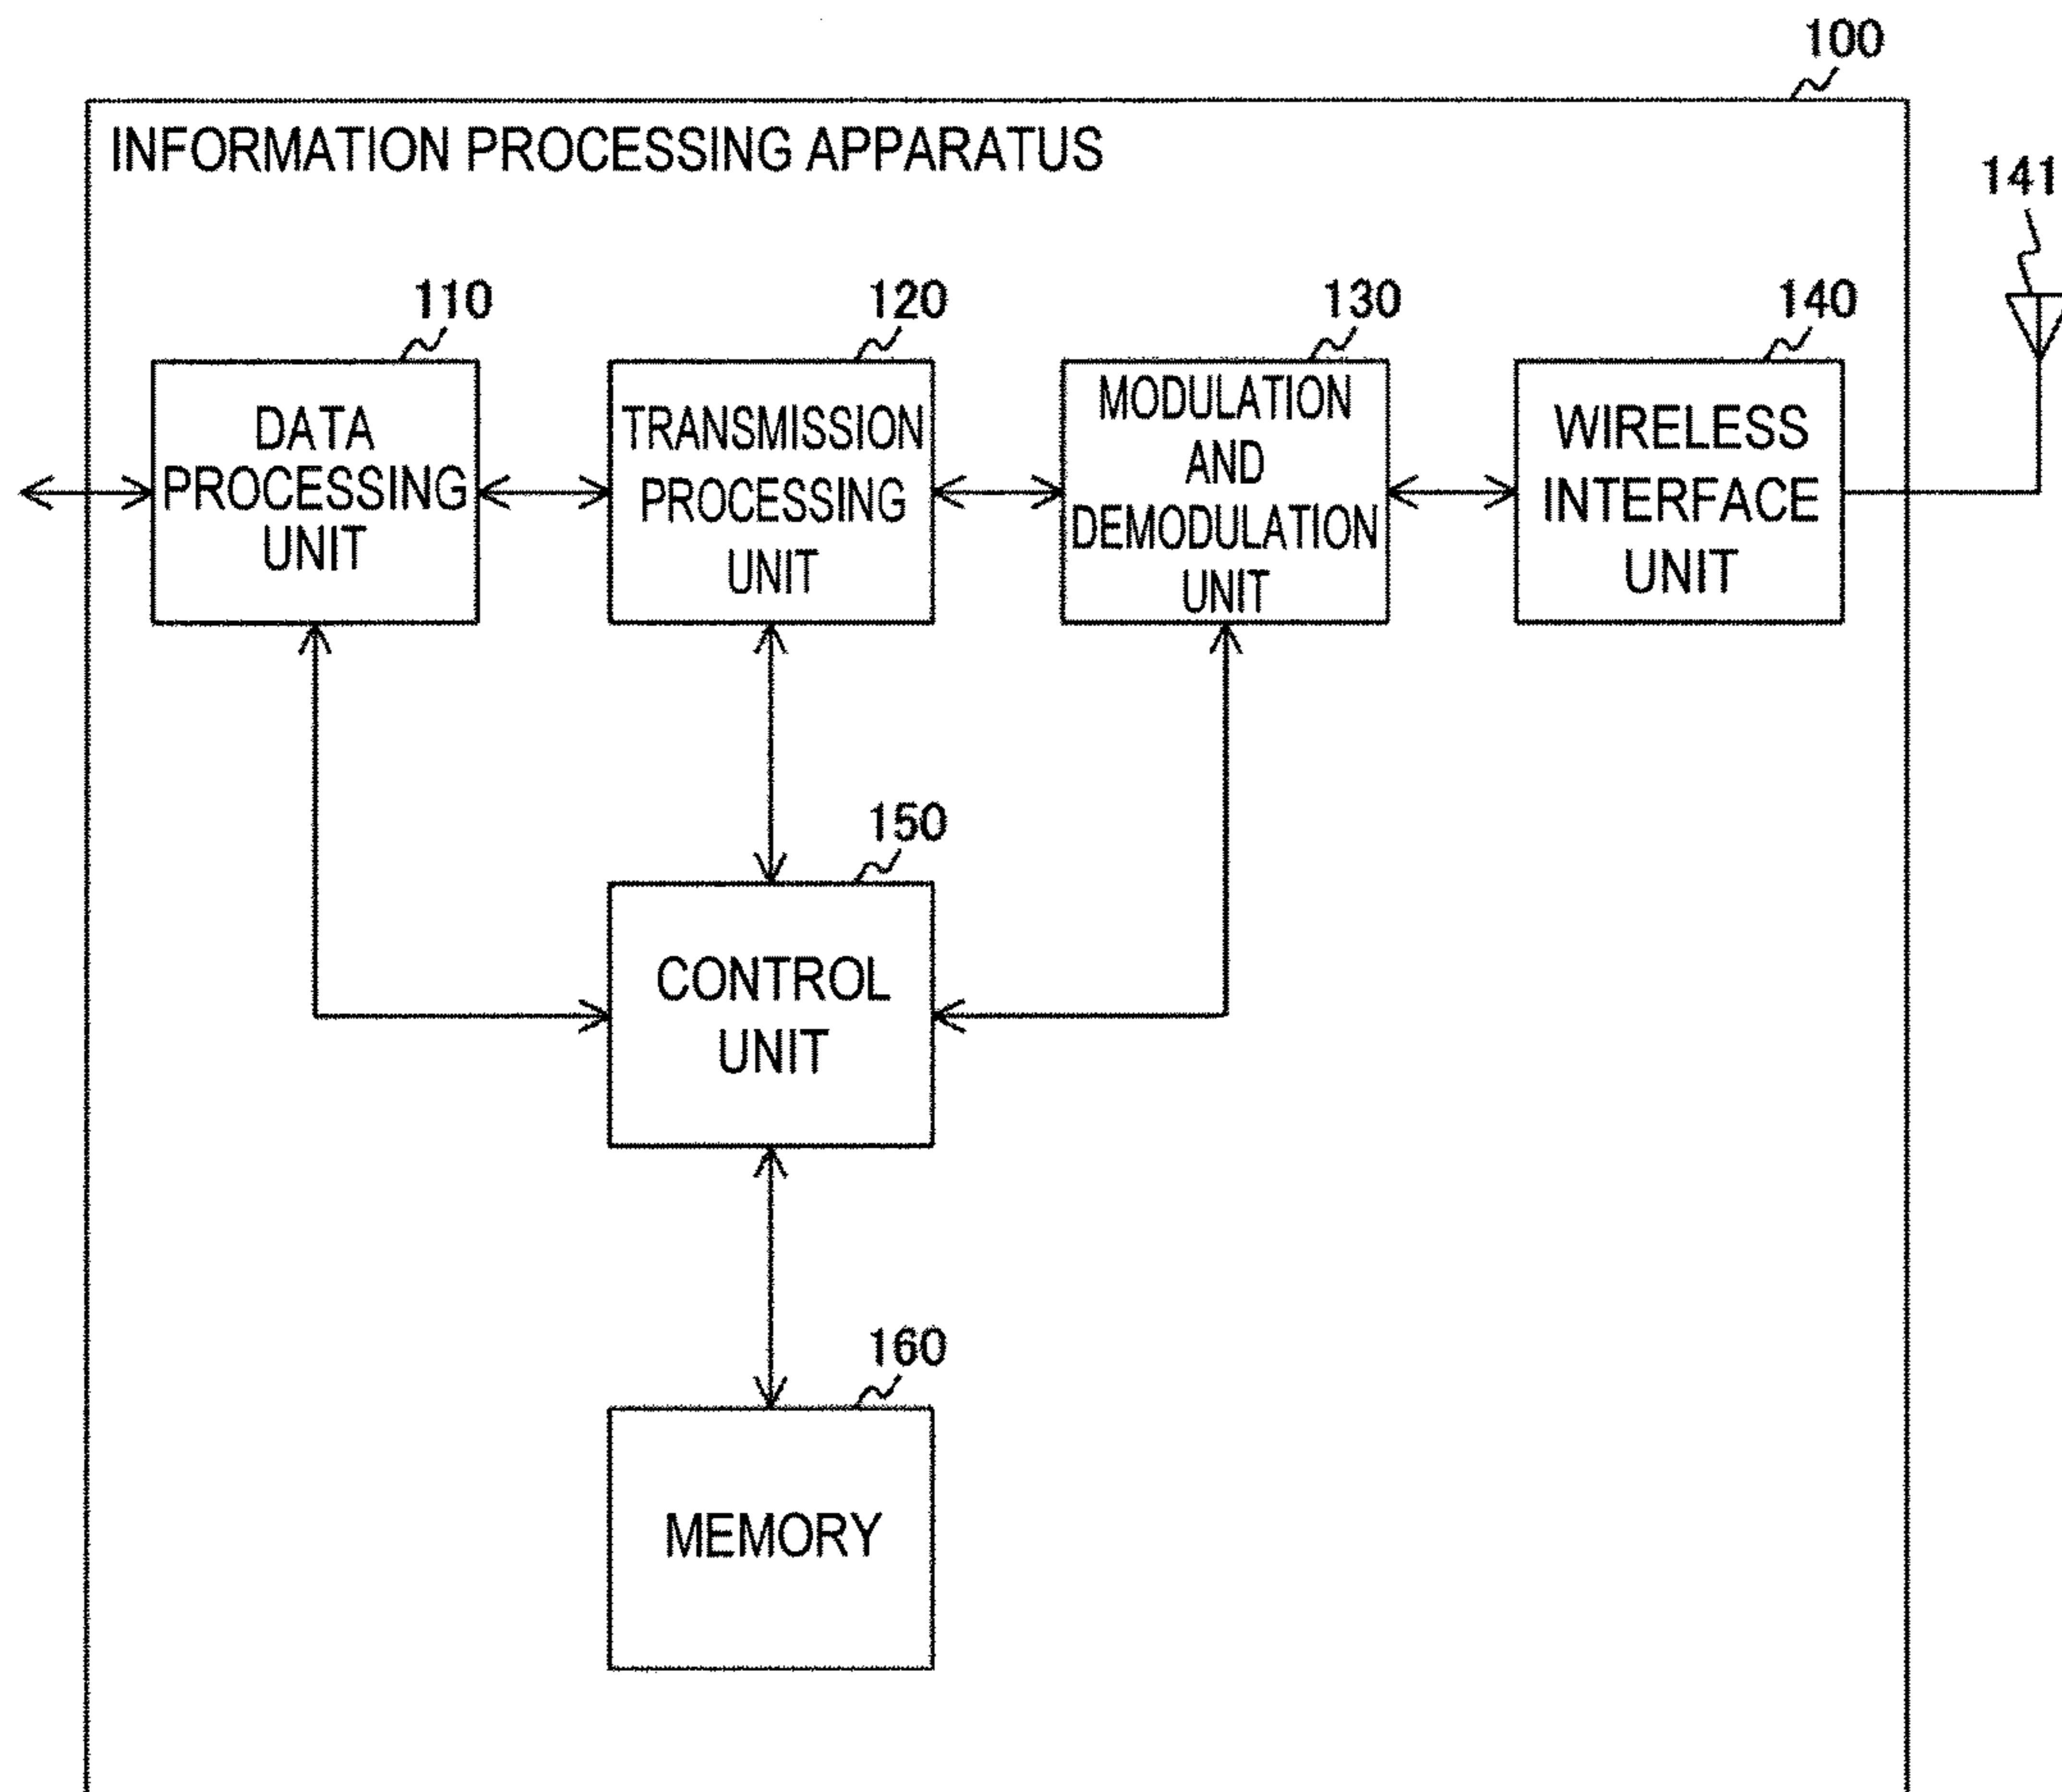 100
INFORMATION PROCESSING APPARATUS
141
110
120
130
140
DATA
PROCESSING
UNIT
TRANSMISSION
PROCESSING
UNIT
MODULATION
AND
DEMODULATION
UNIT
WIRELESS
INTERFACE
UNIT
150
CONTROL
UNIT
160
MEMORY